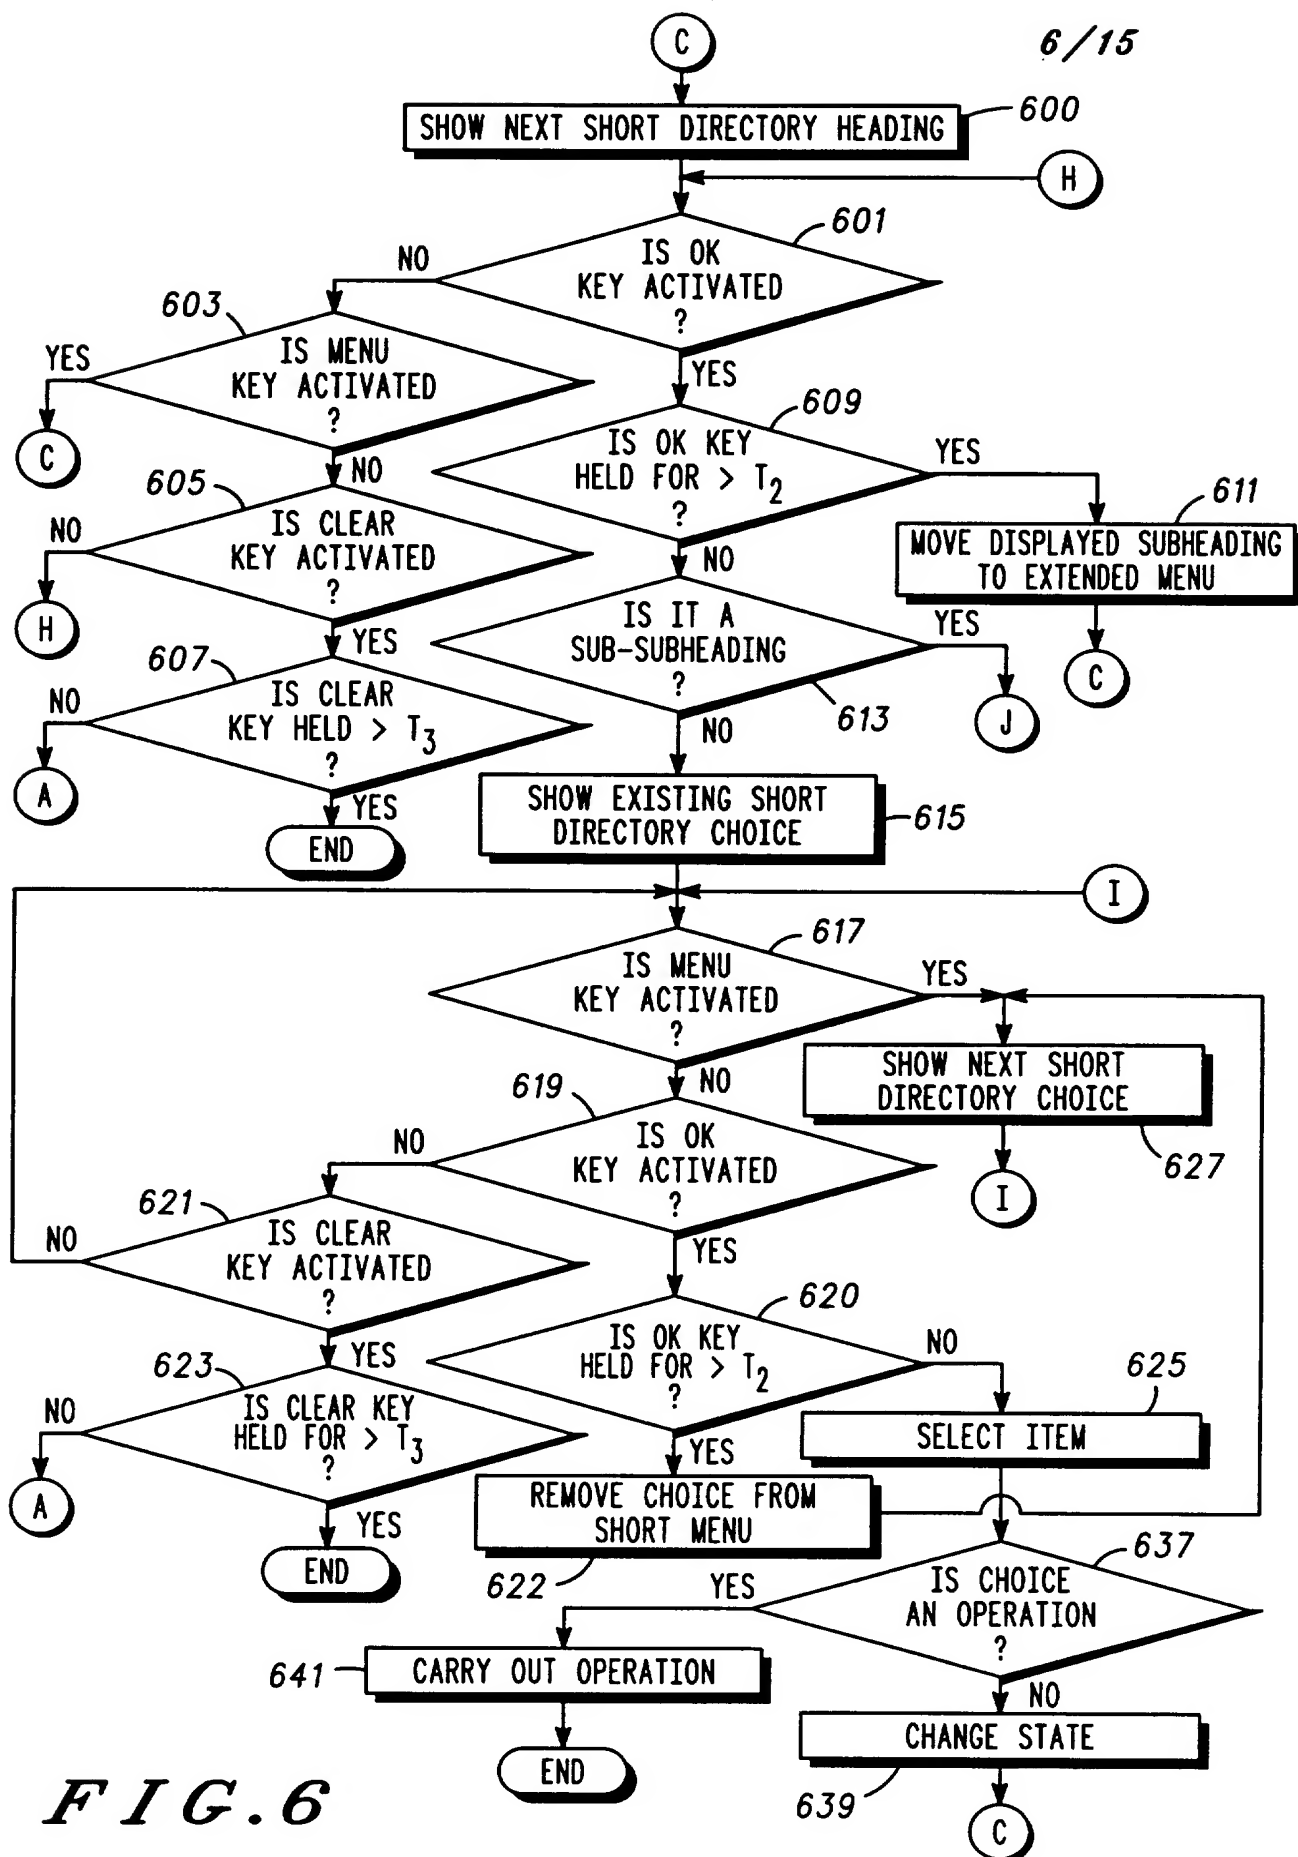 C
6/15
SHOW NEXT SHORT DIRECTORY HEADING
600
H
601
IS OK
KEY ACTIVATED
?
NO
YES
603
IS MENU
KEY ACTIVATED
?
YES
C
NO
609
IS OK KEY
HELD FOR > T2
?
YES
NO
611
MOVE DISPLAYED SUBHEADING
TO EXTENDED MENU
C
605
IS CLEAR
KEY ACTIVATED
?
NO
H
YES
IS IT A
SUB-SUBHEADING
?
YES
J
613
NO
607
IS CLEAR
KEY HELD > T3
?
NO
A
YES
END
SHOW EXISTING SHORT
DIRECTORY CHOICE
615
I
617
IS MENU
KEY ACTIVATED
?
YES
NO
SHOW NEXT SHORT
DIRECTORY CHOICE
627
I
619
IS OK
KEY ACTIVATED
?
NO
YES
621
IS CLEAR
KEY ACTIVATED
?
NO
YES
620
IS OK KEY
HELD FOR > T2
?
NO
YES
625
SELECT ITEM
623
IS CLEAR KEY
HELD FOR > T3
?
NO
A
YES
END
REMOVE CHOICE FROM
SHORT MENU
622
637
IS CHOICE
AN OPERATION
?
YES
NO
641
CARRY OUT OPERATION
END
CHANGE STATE
639
C
FIG.6